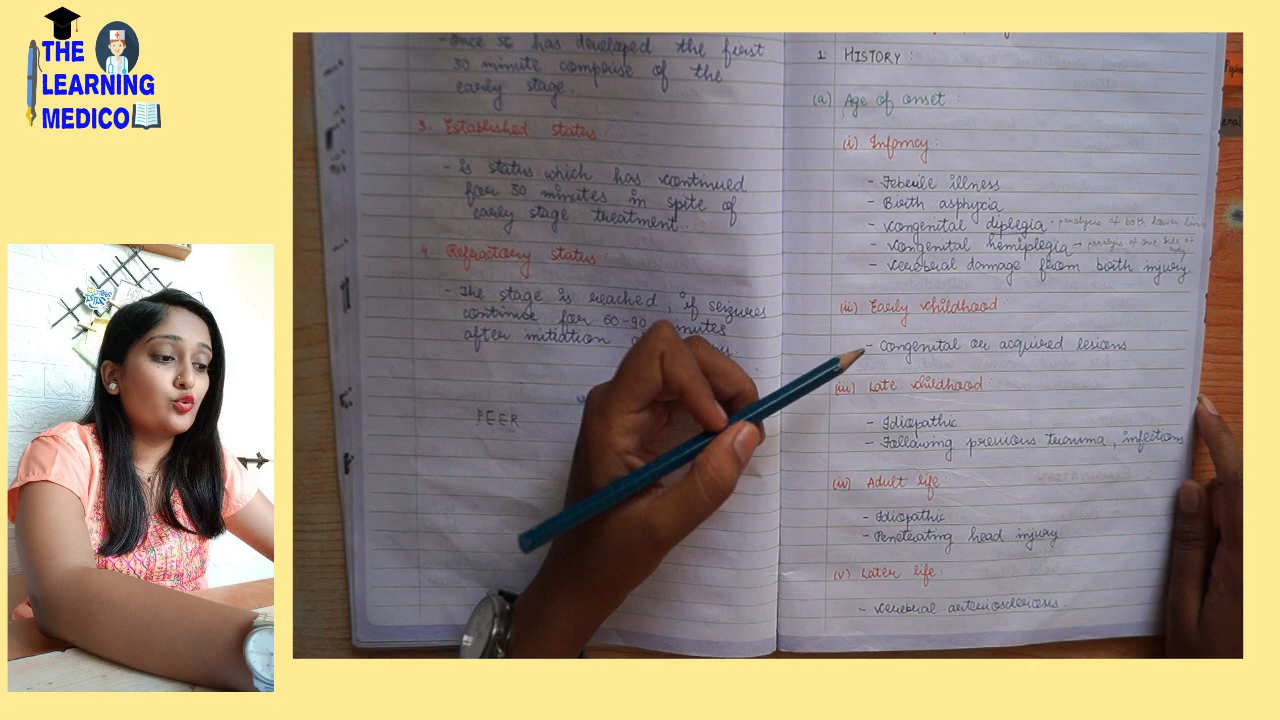 THE
LEARNING
MEDICO
- Once SE has developed the first
30 minute comprise of the
early stage.
3. Established status.
- is status which has continued
for 30 minutes in spite of
early stage treatment.
4. Refractory status
- The stage is reached, if seizures
continue for 60-90 minutes
after initiation
PEER
1. HISTORY:
(a) Age of onset:
(i) Infancy:
- Feberile illness
- Birth asphyxia
- congenital diplegia - paralysis of both lower limb
- congenital hemiplegia → paralysis of one side of
body
- cerebral damage from birth injury
(ii) Early childhood:
- congenital or acquired lesions
(iii) Late childhood:
- Idiopathic
- Following previous trauma, infections
(iv) Adult life:
- Idiopathic
- Penetrating head injury
(v) Later life:
- cerebral arteriosclerosis.